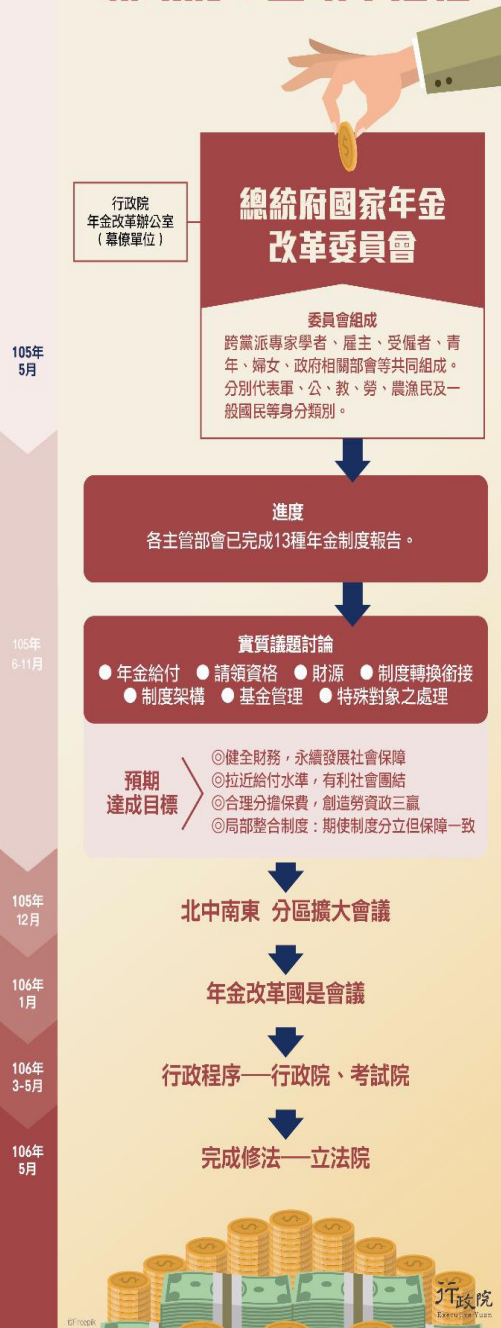 總統府國家年金
改革委員會
行政院
年金改革辦公室
（幕僚單位）
委員會組成
跨黨派專家學者、雇主、受僱者、青
年、婦女、政府相關部會等共同組成。
分別代表軍、公、教、勞、農漁民及一
般國民等身分類別。
105年
5月
進度
各主管部會已完成13種年金制度報告。
105年
6-11月
實質議題討論
●年金給付 ●請領資格 ●財源 ●制度轉換銜接
●制度架構 ●基金管理 ●特殊對象之處理
預期
達成目標
◎健全財務，永續發展社會保障
◎拉近給付水準，有利社會團結
◎合理分擔保費，創造勞資政三贏
◎局部整合制度：期使制度分立但保障一致
105年
12月
北中南東 分區擴大會議
106年
1月
年金改革國是會議
106年
3-5月
行政程序──行政院、考試院
106年
5月
完成修法──立法院
©Freepik
行政院
Executive Yuan